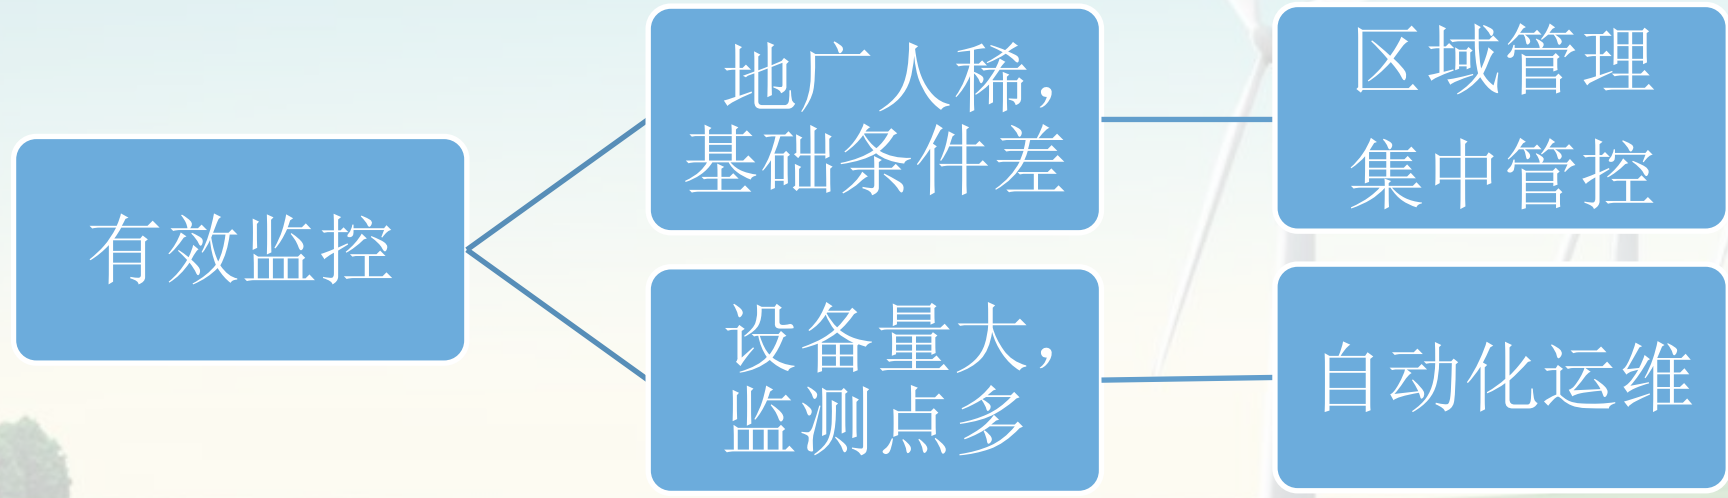 有效监控
地广人稀，
基础条件差
区域管理
集中管控
设备量大，
监测点多
自动化运维